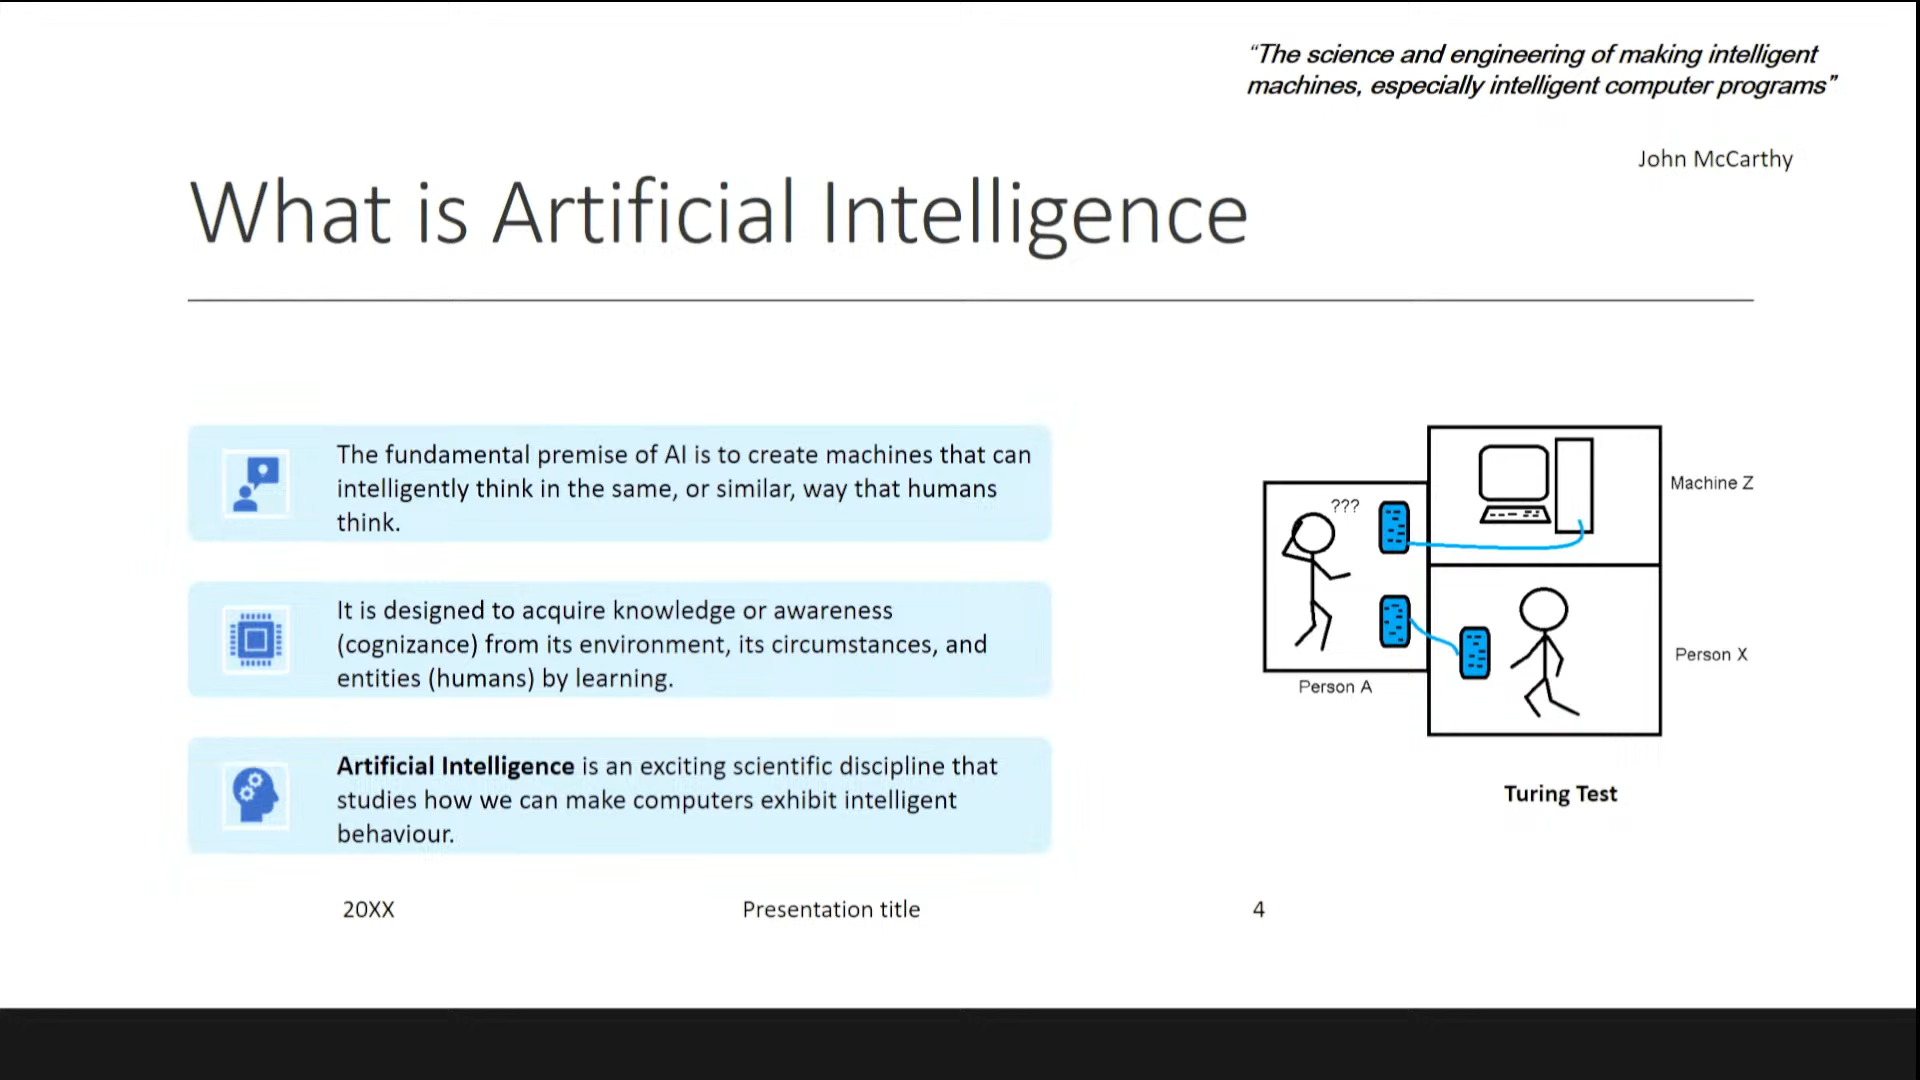 “The science and engineering of making intelligent
machines, especially intelligent computer programs”
John McCarthy
What is Artificial Intelligence
The fundamental premise of AI is to create machines that can
intelligently think in the same, or similar, way that humans
think.
It is designed to acquire knowledge or awareness
(cognizance) from its environment, its circumstances, and
entities (humans) by learning.
Artificial Intelligence is an exciting scientific discipline that
studies how we can make computers exhibit intelligent
behaviour.
???
Machine Z
Person X
Person A
Turing Test
20XX
Presentation title
4